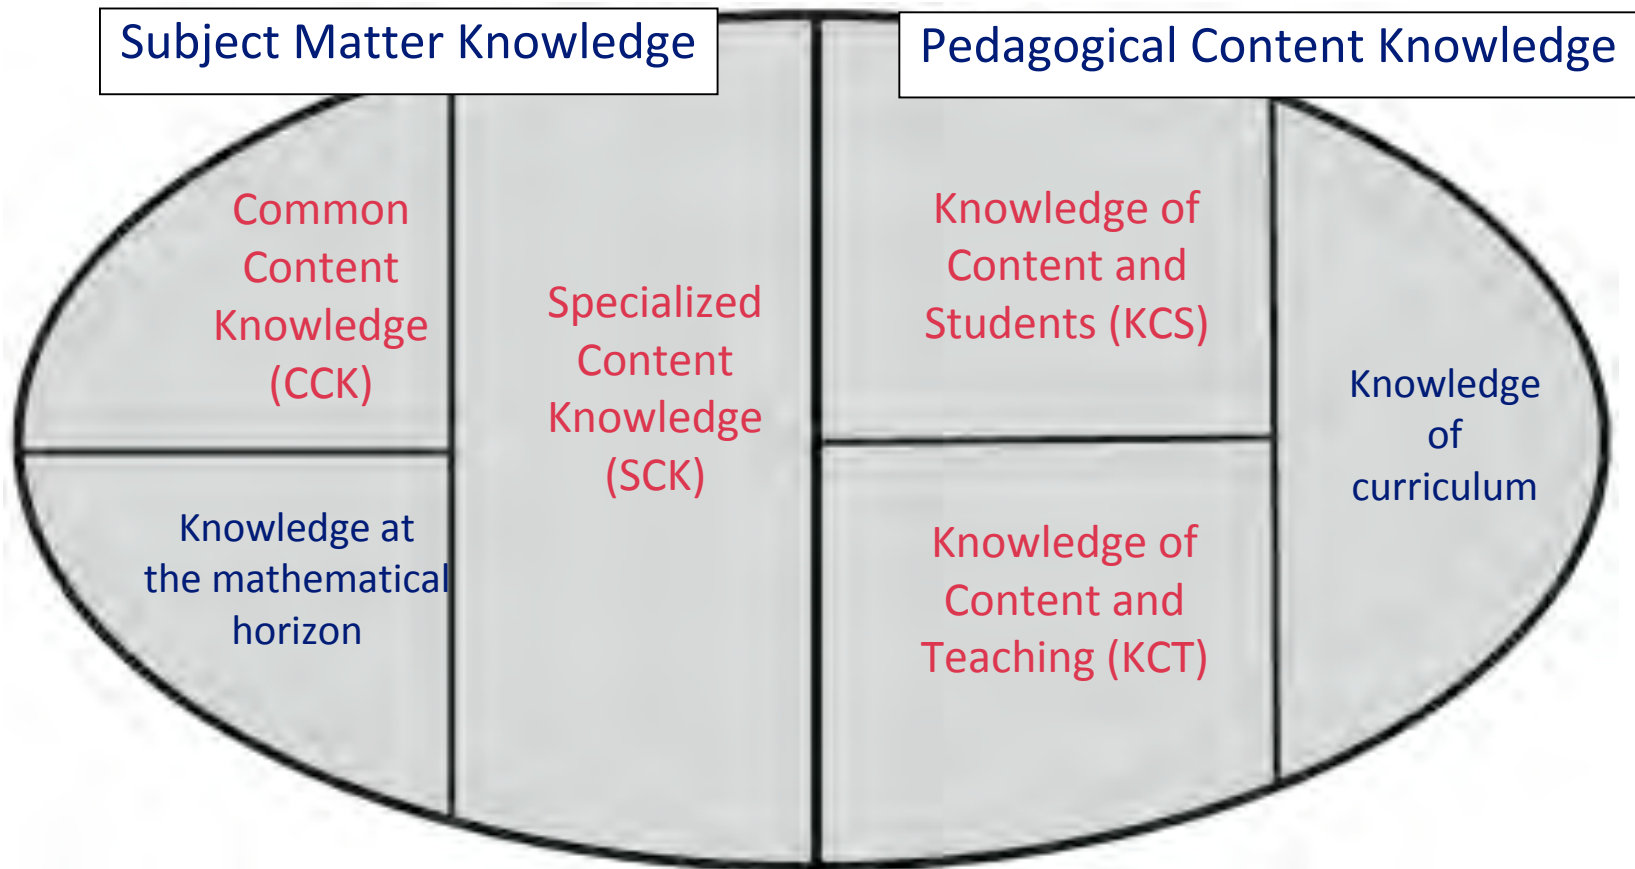 Subject Matter Knowledge
Pedagogical Content Knowledge
Common
Content
Knowledge
(CCK)
Knowledge at
the mathematical
horizon
Specialized
Content
Knowledge
(SCK)
Knowledge of
Content and
Students (KCS)
Knowledge of
Content and
Teaching (KCT)
Knowledge
of
curriculum